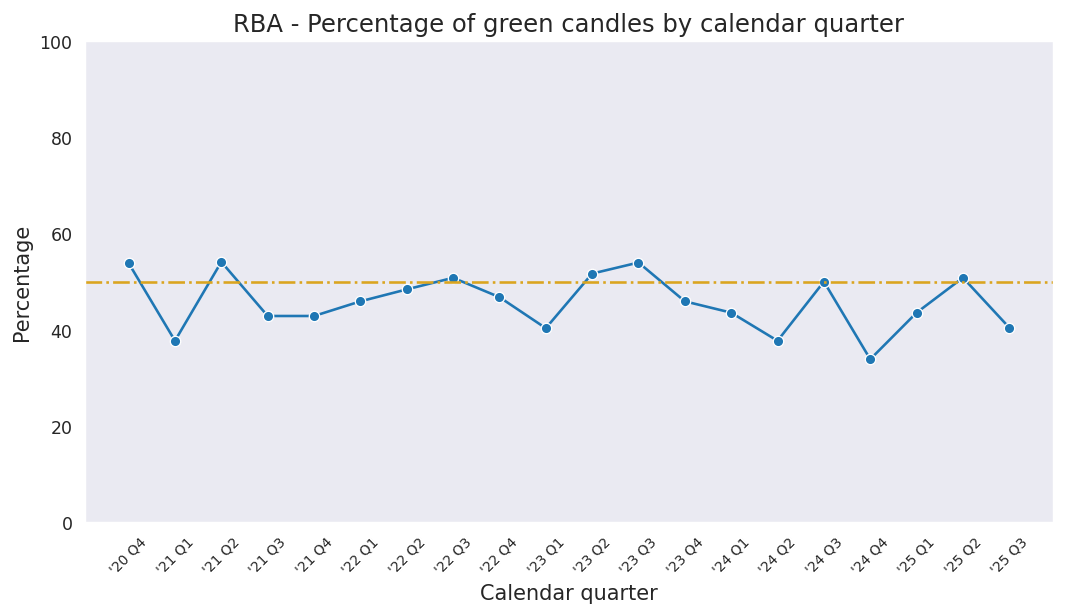 RBA - Percentage of green candles by calendar quarter
Percentage
100
80
60
40
20
0
'20 Q4
'21 Q1
'21 Q2
'21 Q3
'21 Q4
'22 Q1
'22 Q2
'22 Q3
'22 Q4
'23 Q1
'23 Q2
'23 Q3
'23 Q4
'24 Q1
'24 Q2
'24 Q3
'24 Q4
'25 Q1
'25 Q2
'25 Q3
Calendar quarter